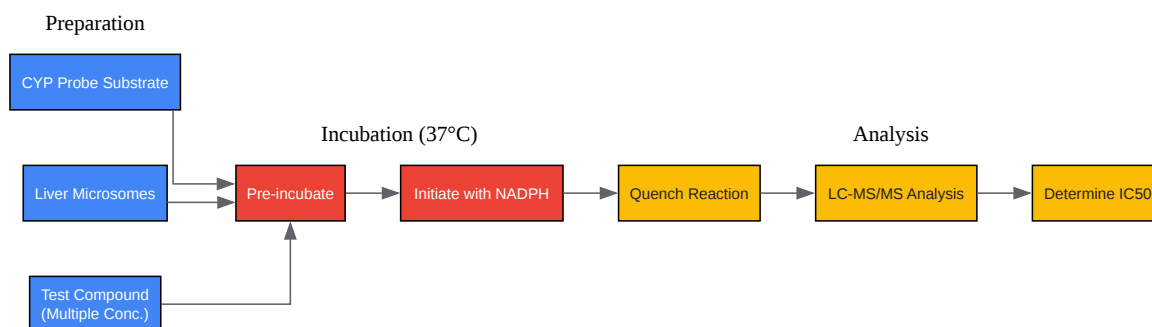 Preparation
CYP Probe Substrate
Incubation (37°C)
Analysis
Liver Microsomes
Pre-incubate
Initiate with NADPH
Quench Reaction
LC-MS/MS Analysis
Determine IC50
Test Compound
(Multiple Conc.)